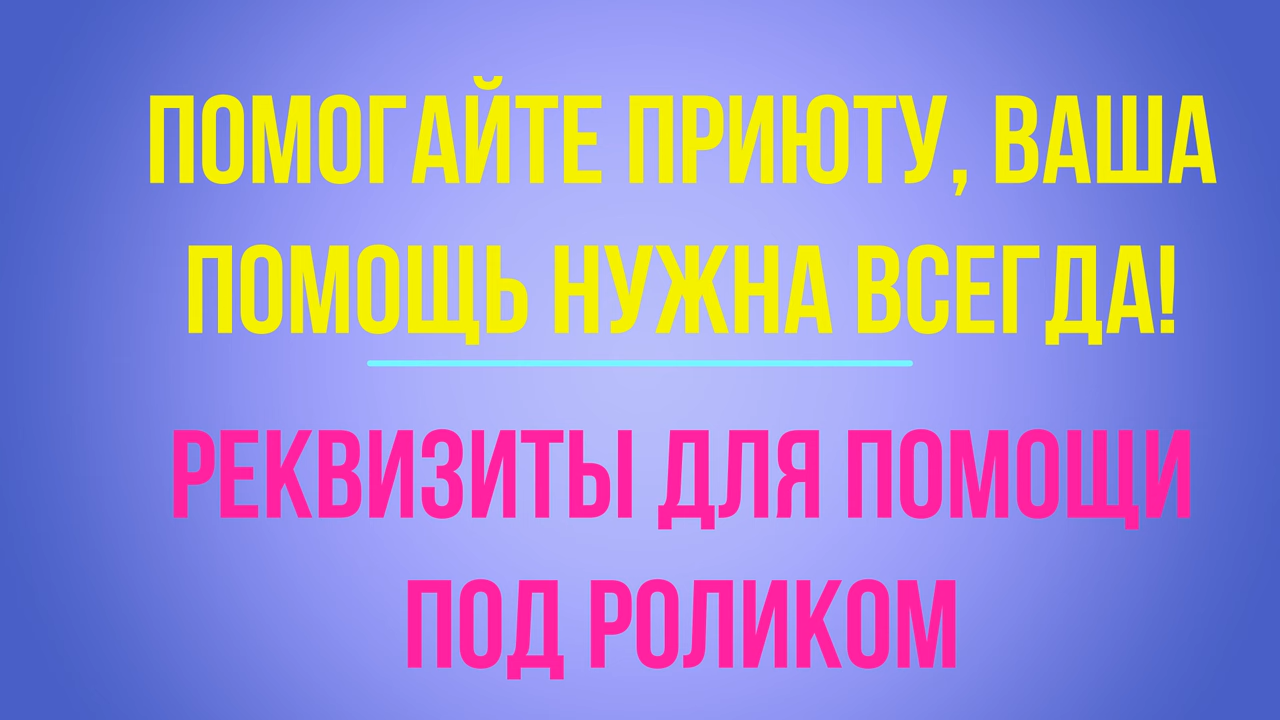 ПОМОГАЙТЕ ПРИЮТУ, ВАША
ПОМОЩЬ НУЖНА ВСЕГДА!
РЕКВИЗИТЫ ДЛЯ ПОМОЩИ
ПОД РОЛИКОМ